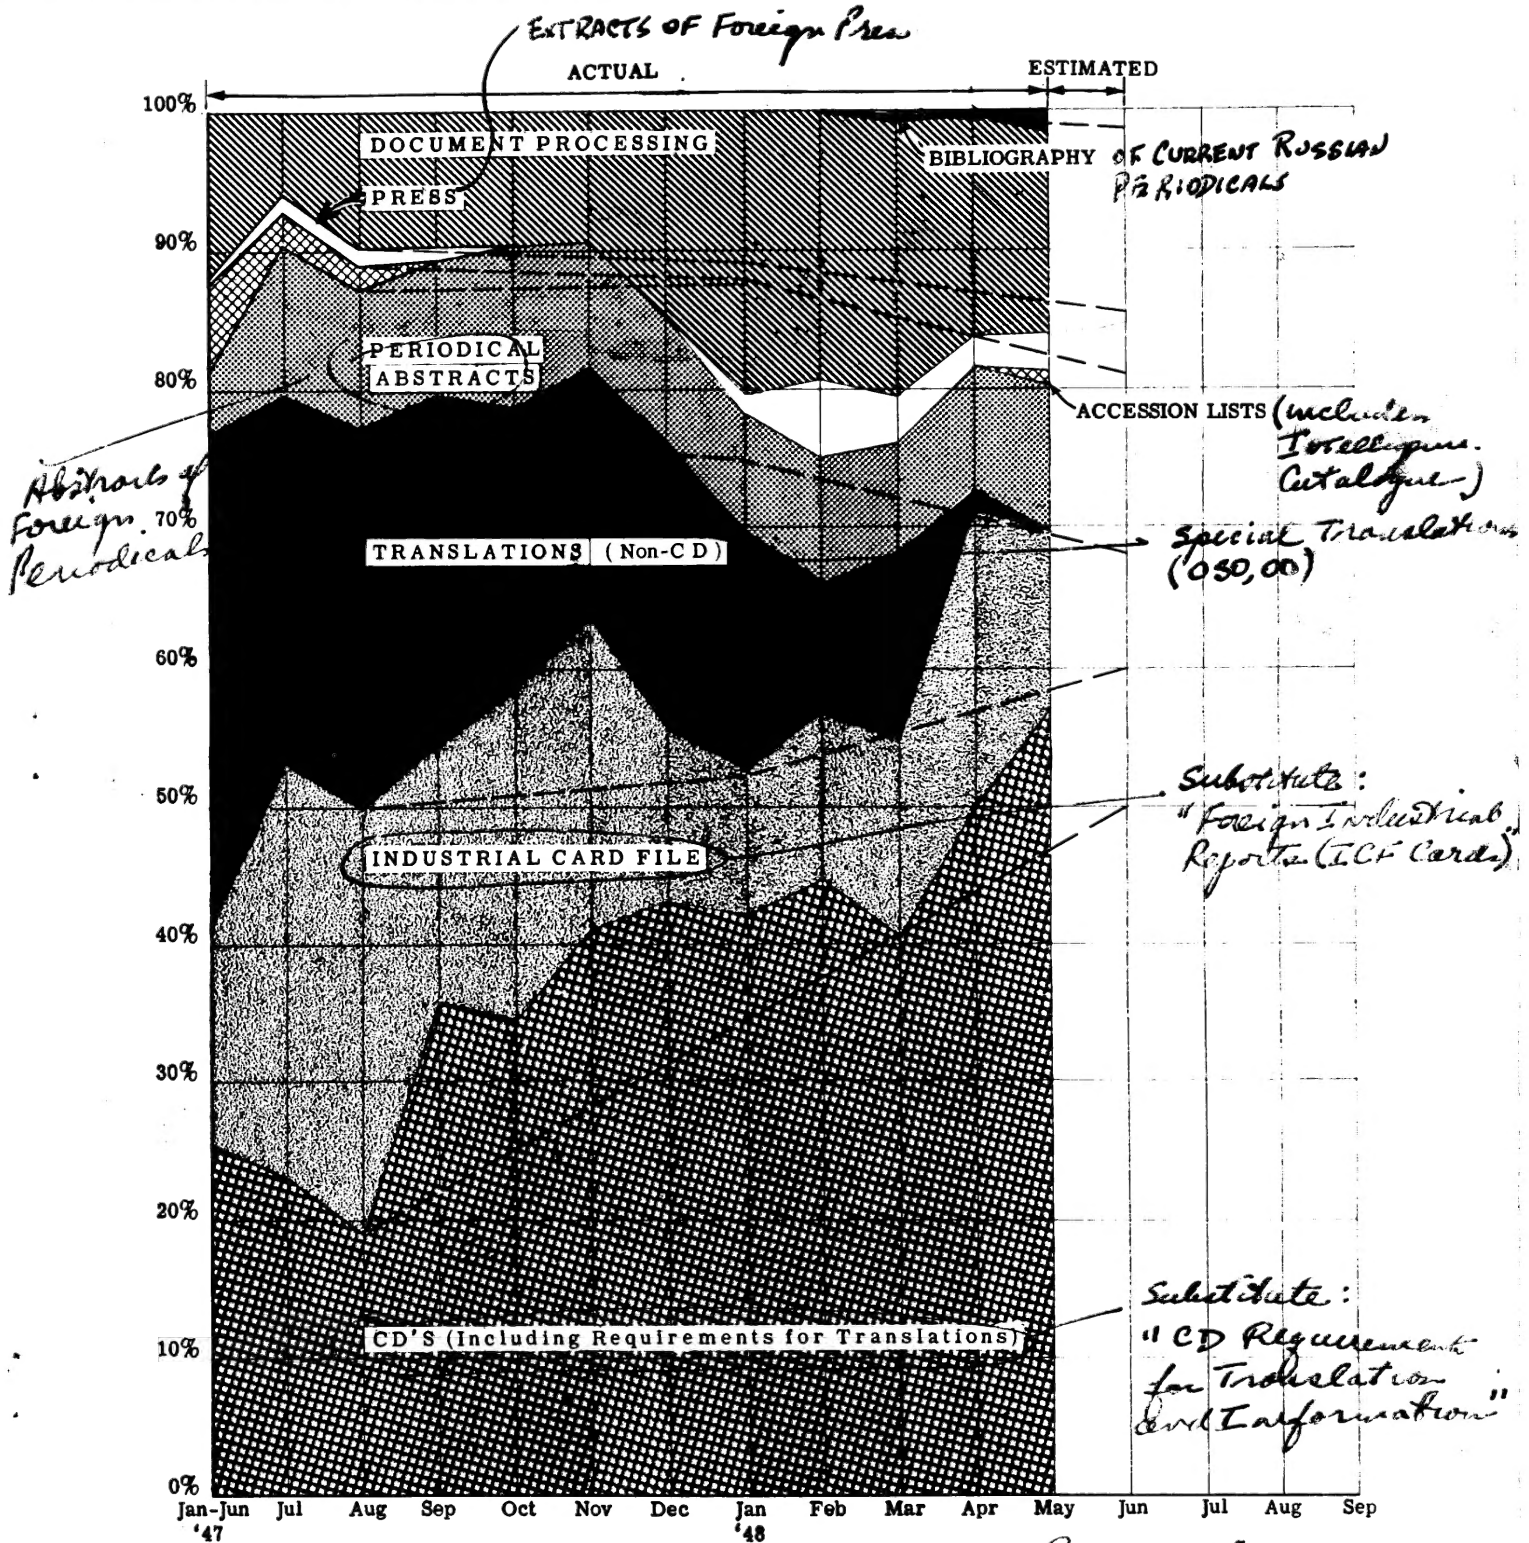 EXTRACTS OF Foreign Press
ACTUAL
ESTIMATED
100%
DOCUMENT PROCESSING
BIBLIOGRAPHY OF CURRENT RUSSIAN
PERIODICALS
PRESS
90%
PERIODICAL
ABSTRACTS
80%
ACCESSION LISTS (includes
Intelligence
Catalogue)
Abstracts of
Foreign
Periodicals
70%
TRANSLATIONS (Non-CD)
Special Translations
(OSO, OO)
60%
50%
Substitute:
"Foreign Industrial
Reports (ICF Cards)"
INDUSTRIAL CARD FILE
40%
30%
20%
Substitute:
"CD Requirements
for Translation
and Information"
CD'S (Including Requirements for Translations)
10%
0%
Jan-Jun Jul Aug Sep Oct Nov Dec Jan Feb Mar Apr May Jun Jul Aug Sep
'47 '48